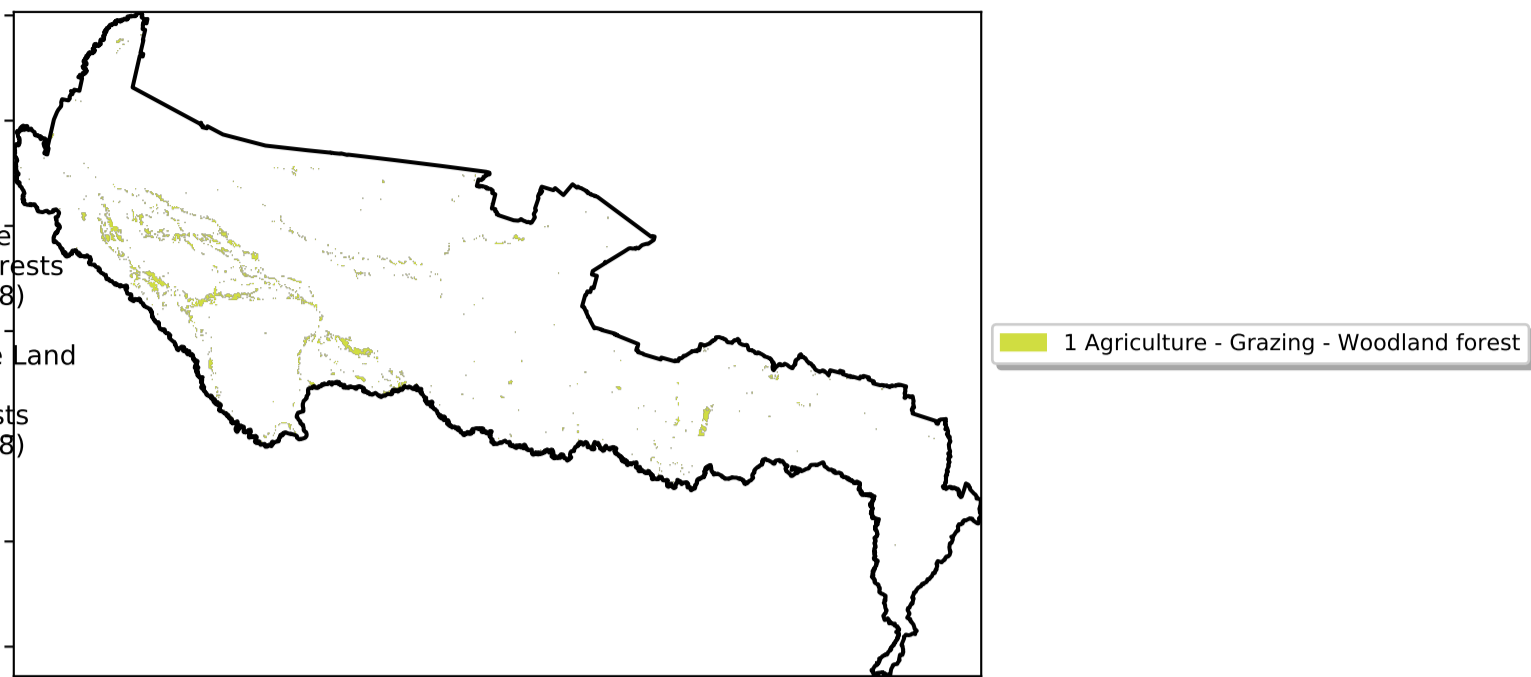 e
rests
8)
e Land
sts
8)
1 Agriculture - Grazing - Woodland forest